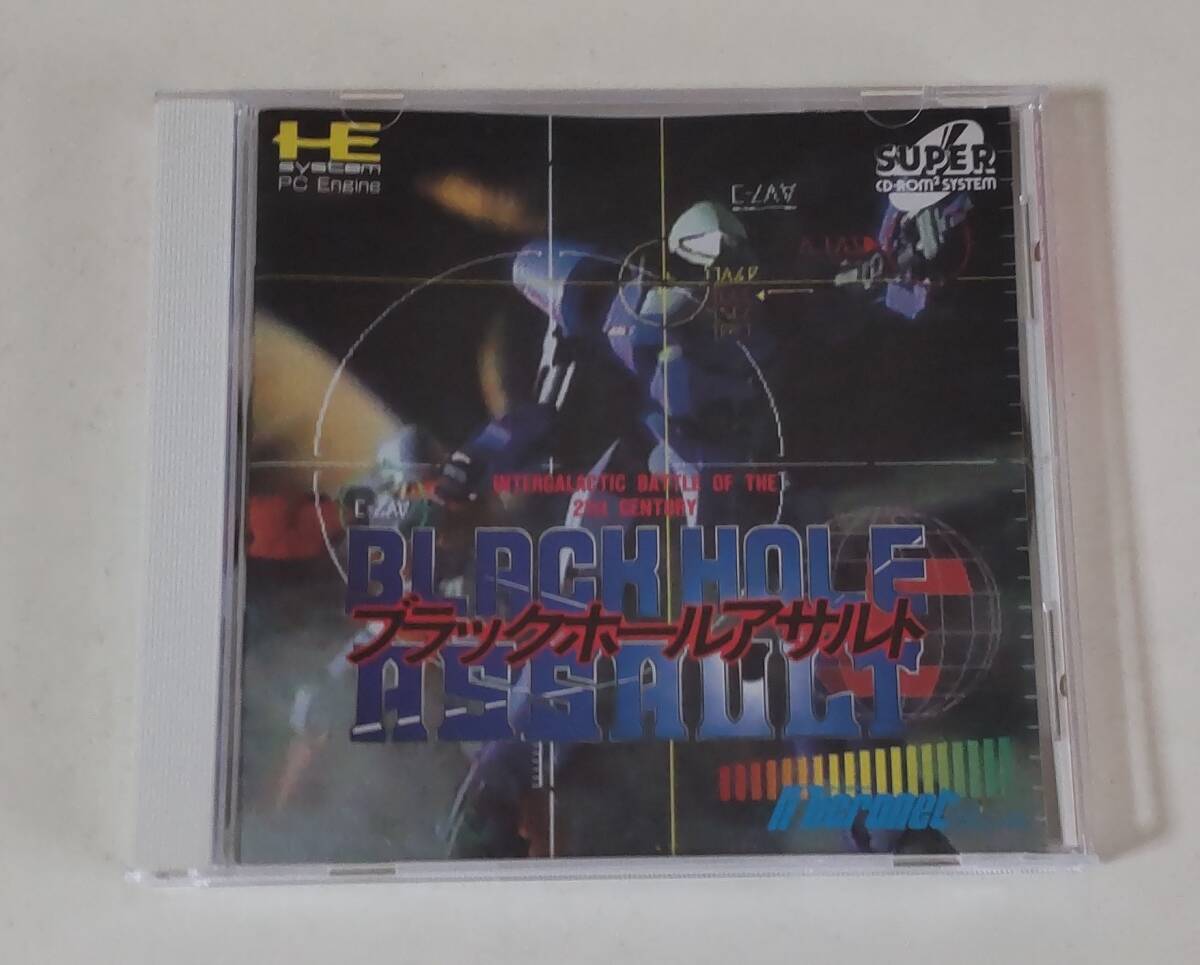 HE
system
PC Engine
SUPER
CD-ROM² SYSTEM
INTERGALACTIC BATTLE OF THE
21st CENTURY
BLACK HOLE
ブラックホールアサルト
ASSAULT
Micronet